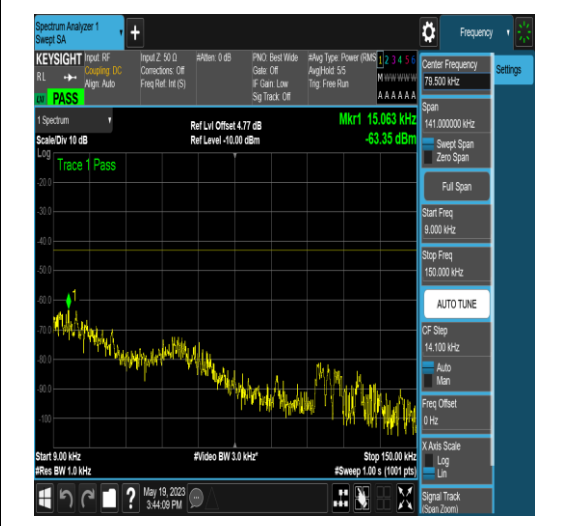 Spectrum Analyzer 1
Swept SA
Frequency
KEYSIGHT
RL
PASS
Input: RF
Coupling: DC
Align: Auto
Input Z: 50 Ω
Corrections: Off
Freq Ref: Int (S)
#Atten: 0 dB
PNO: Best Wide
Gate: Off
IF Gain: Low
Sig Track: Off
#Avg Type: Power (RMS
Avg|Hold: 5/5
Trig: Free Run
1 2 3 4 5 6
M w w w w w
A A A A A A
1 Spectrum
Scale/Div 10 dB
Ref Lvl Offset 4.77 dB
Ref Level -10.00 dBm
Mkr1 15.063 kHz
-63.35 dBm
Log
Trace 1 Pass
-20.0
-30.0
-40.0
-50.0
-60.0
-70.0
-80.0
-90.0
-100
1
Start 9.00 kHz
#Res BW 1.0 kHz
#Video BW 3.0 kHz*
Stop 150.00 kHz
#Sweep 1.00 s (1001 pts)
Center Frequency
79.500 kHz
Span
141.000000 kHz
Swept Span
Zero Span
Full Span
Start Freq
9.000 kHz
Stop Freq
150.000 kHz
AUTO TUNE
CF Step
14.100 kHz
Auto
Man
Freq Offset
0 Hz
X Axis Scale
Log
Lin
Signal Track
(Span Zoom)
Settings
?
May 19, 2023
3:44:09 PM